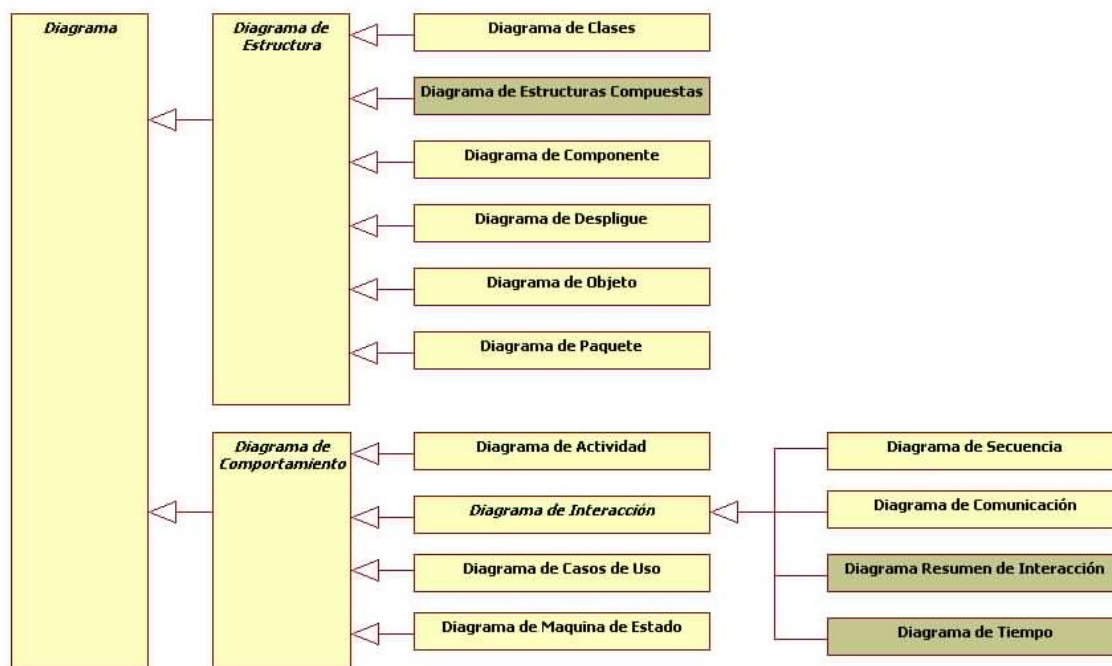 Diagrama
Diagrama de
Estructura
Diagrama de Clases
Diagrama de Estructuras Compuestas
Diagrama de Componente
Diagrama de Despligue
Diagrama de Objeto
Diagrama de Paquete
Diagrama de
Comportamiento
Diagrama de Actividad
Diagrama de Interacción
Diagrama de Casos de Uso
Diagrama de Maquina de Estado
Diagrama de Secuencia
Diagrama de Comunicación
Diagrama Resumen de Interacción
Diagrama de Tiempo